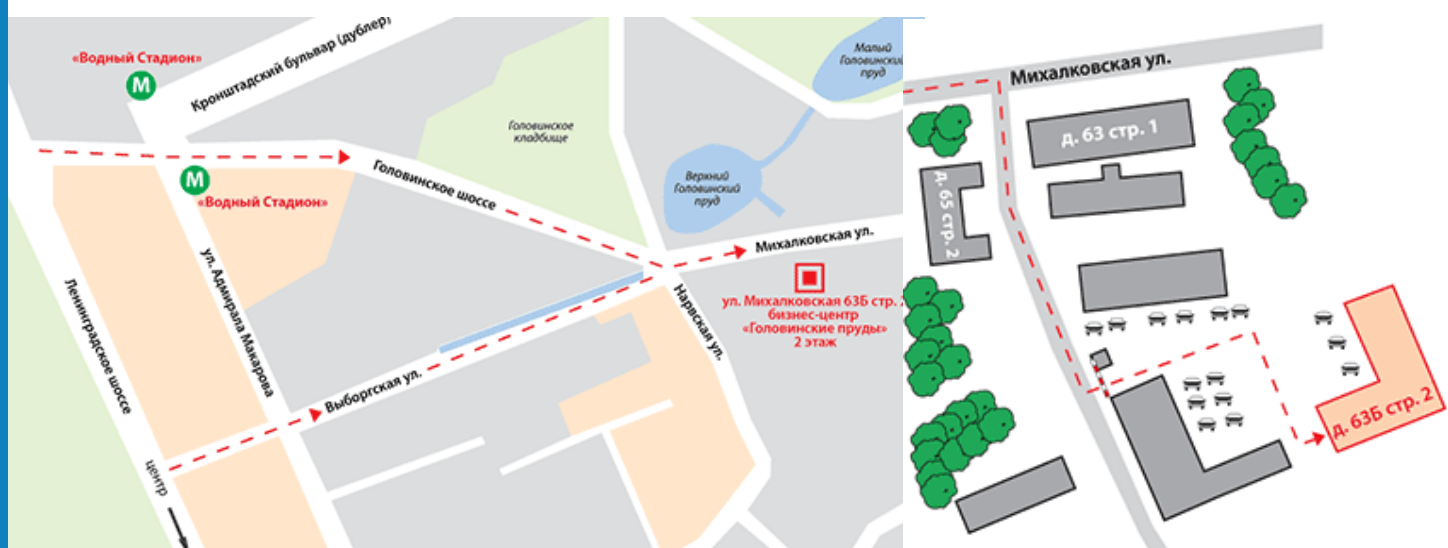 «Водный Стадион»
М
Кронштадский бульвар (дублер)
Малый
Головинский
пруд
Головинское
кладбище
Головинское шоссе
Верхний
Головинский
пруд
М
«Водный Стадион»
Михалковская ул.
ул. Адмирала Макарова
Ленинградское шоссе
ул. Михалковская 63Б стр.
бизнес-центр
«Головинские пруды»
2 этаж
Нарвская ул.
Выборгская ул.
центр
Михалковская ул.
д. 63 стр. 1
д. 65 стр. 2
д. 63Б стр. 2